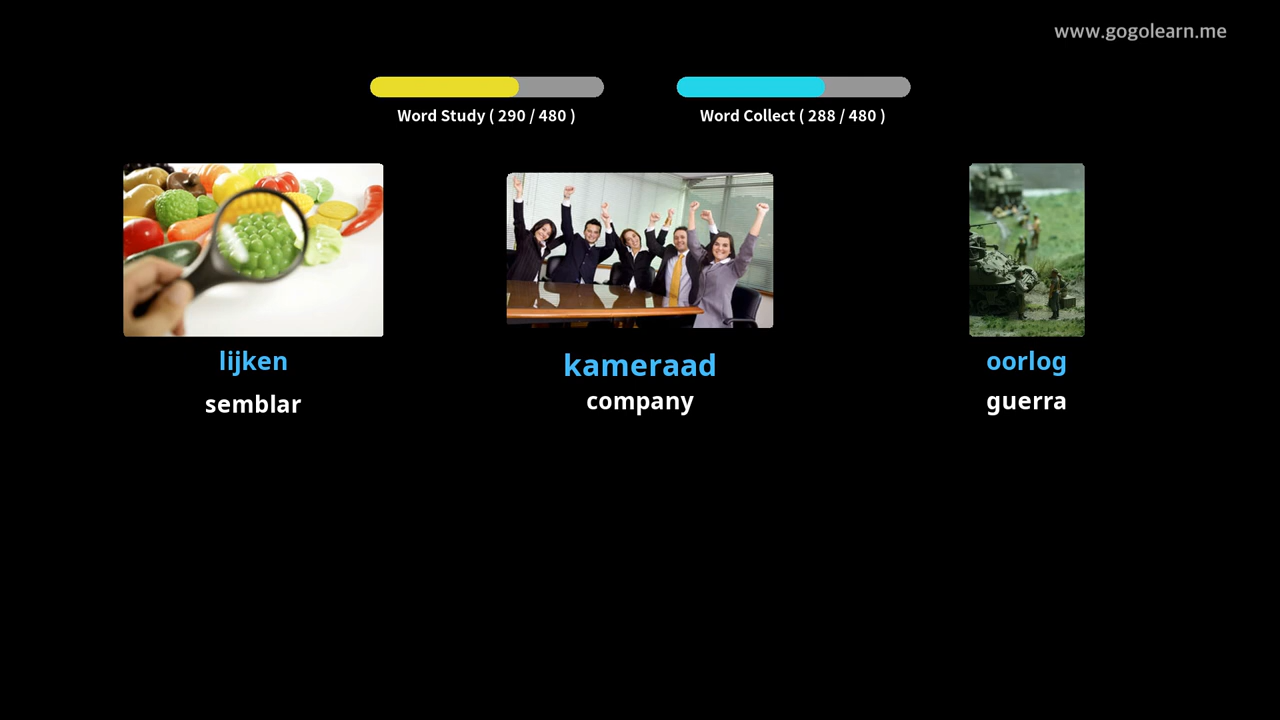 www.gogolearn.me
Word Study ( 290 / 480 )
Word Collect ( 288 / 480 )
lijken
kameraad
oorlog
semblar
company
guerra